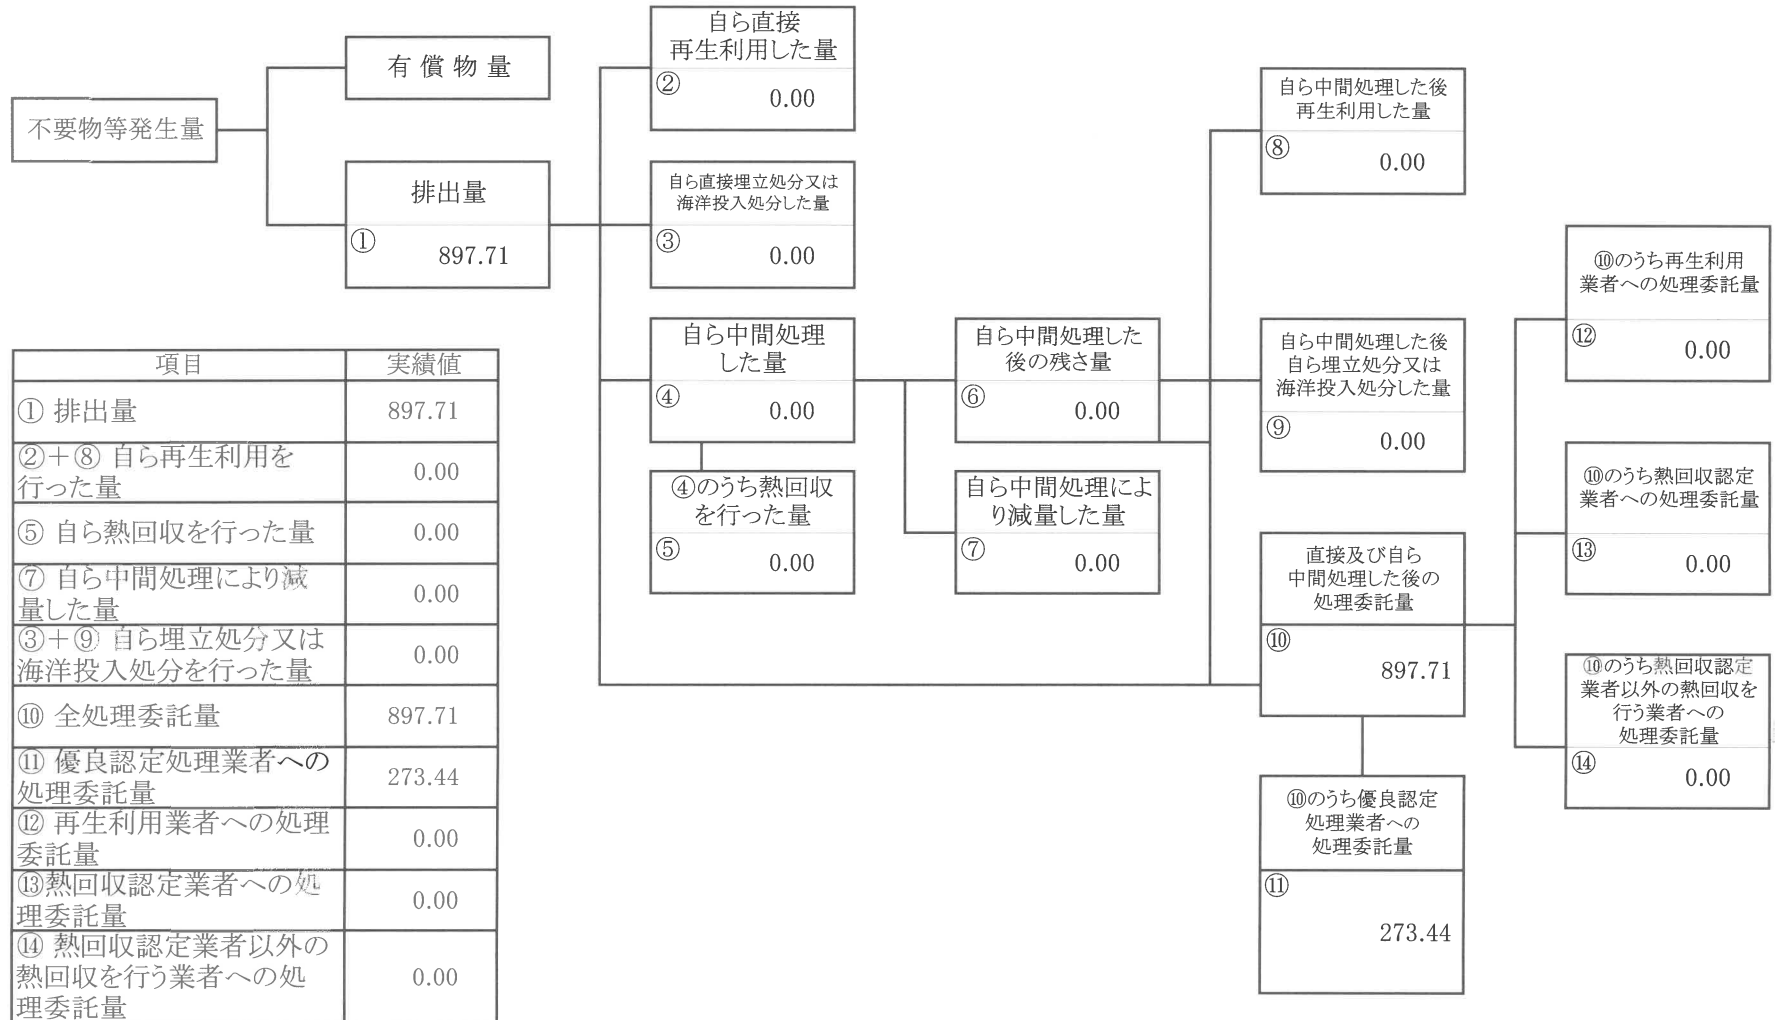 不要物等発生量
有 償 物 量
排出量
①
897.71
自ら直接
再生利用した量
②
0.00
自ら直接埋立処分又は
海洋投入処分した量
③
0.00
自ら中間処理
した量
④
0.00
④のうち熱回収
を行った量
⑤
0.00
自ら中間処理した
後の残さ量
⑥
0.00
自ら中間処理によ
り減量した量
⑦
0.00
自ら中間処理した後
再生利用した量
⑧
0.00
自ら中間処理した後
自ら埋立処分又は
海洋投入処分した量
⑨
0.00
直接及び自ら
中間処理した後の
処理委託量
⑩
897.71
⑩のうち優良認定
処理業者への
処理委託量
⑪
273.44
⑩のうち再生利用
業者への処理委託量
⑫
0.00
⑩のうち熱回収認定
業者への処理委託量
⑬
0.00
⑩のうち熱回収認定
業者以外の熱回収を
行う業者への
処理委託量
⑭
0.00
項目 実績値
① 排出量 897.71
②＋⑧ 自ら再生利用を
行った量 0.00
⑤ 自ら熱回収を行った量 0.00
⑦ 自ら中間処理により減
量した量 0.00
③＋⑨ 自ら埋立処分又は
海洋投入処分を行った量 0.00
⑩ 全処理委託量 897.71
⑪ 優良認定処理業者への
処理委託量 273.44
⑫ 再生利用業者への処理
委託量 0.00
⑬熱回収認定業者への処
理委託量 0.00
⑭ 熱回収認定業者以外の
熱回収を行う業者への処
理委託量 0.00